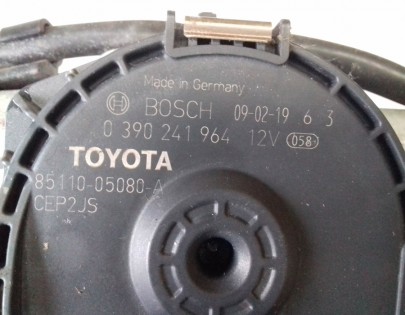 Made in Germany
BOSCH 09-02-19 6 3
0 390 241 964 12V 058
TOYOTA
85110-05080-A
CEP2JS